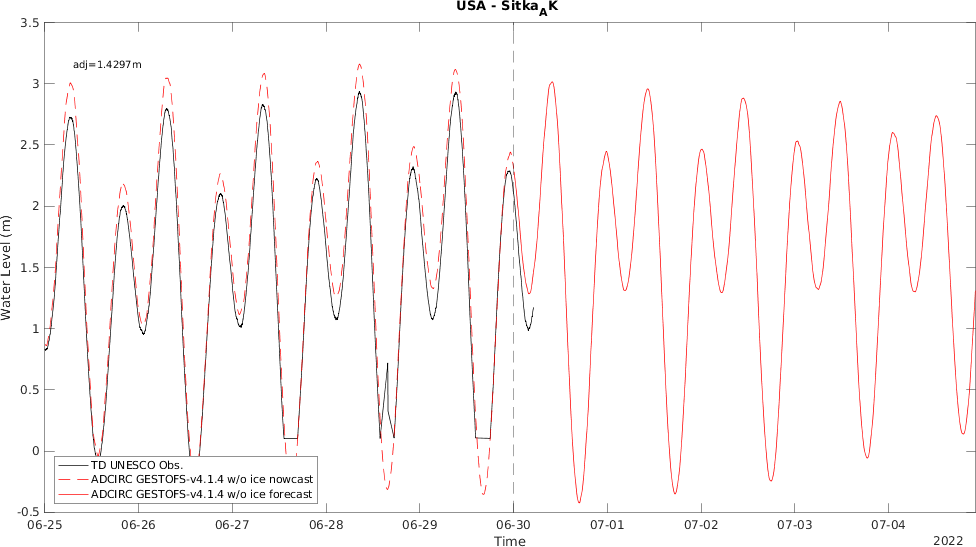 USA - Sitka_AK
adj=1.4297m
Water Level (m)
3.5
3
2.5
2
1.5
1
0.5
0
-0.5
TD UNESCO Obs.
ADCIRC GESTOFS-v4.1.4 w/o ice nowcast
ADCIRC GESTOFS-v4.1.4 w/o ice forecast
06-25 06-26 06-27 06-28 06-29 06-30 07-01 07-02 07-03 07-04
Time
2022